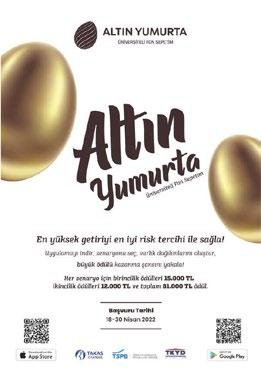 ALTIN YUMURTA
ÜNİVERSİTELİ FON SEPETİM
Altın
Yumurta
Üniversiteli Fon Sepetim
En yüksek getiriyi en iyi risk tercihi ile sağla!
Uygulamayı indir, senaryonu seç, varlık dağılımlarını oluştur,
büyük ödülü kazanma şansını yakala!
Her senaryo için birincilik ödülleri 15.000 TL
ikincilik ödülleri 12.000 TL ve toplam 81.000 TL ödül.
Başvuru Tarihi
18-30 Nisan 2022
App Store
TAKAS
TSPB
TKYD
Google Play